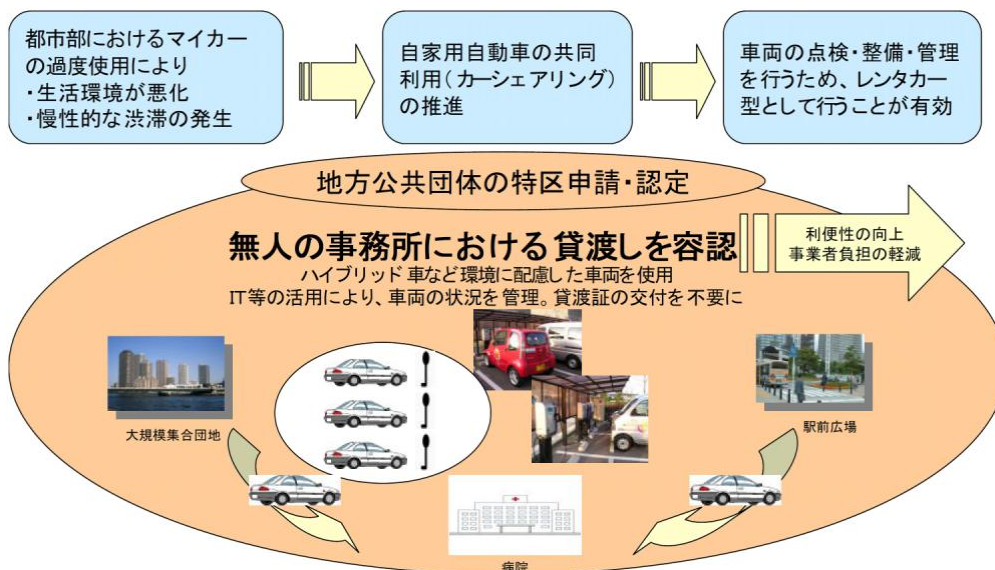 都市部におけるマイカー
の過度使用により
・生活環境が悪化
・慢性的な渋滞の発生
自家用自動車の共同
利用(カーシェアリング)
の推進
車両の点検・整備・管理
を行うため、レンタカー
型として行うことが有効
地方公共団体の特区申請・認定
無人の事務所における貸渡しを容認
ハイブリッド車など環境に配慮した車両を使用
IT等の活用により、車両の状況を管理。貸渡証の交付を不要に
利便性の向上
事業者負担の軽減
大規模集合団地
駅前広場
病院